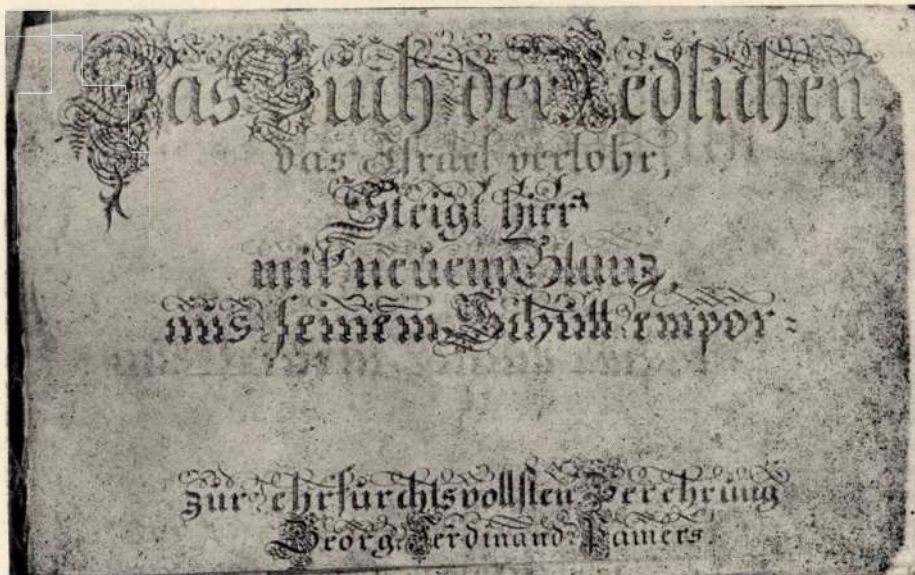 Das Buch der Redlichen,
das Israel verlohr,
Steigt hier
mit neuem Glanz,
aus seinem Schutt empor-
zur ehrfurchtsvollsten Verehrung
Georg Ferdinand Pamers